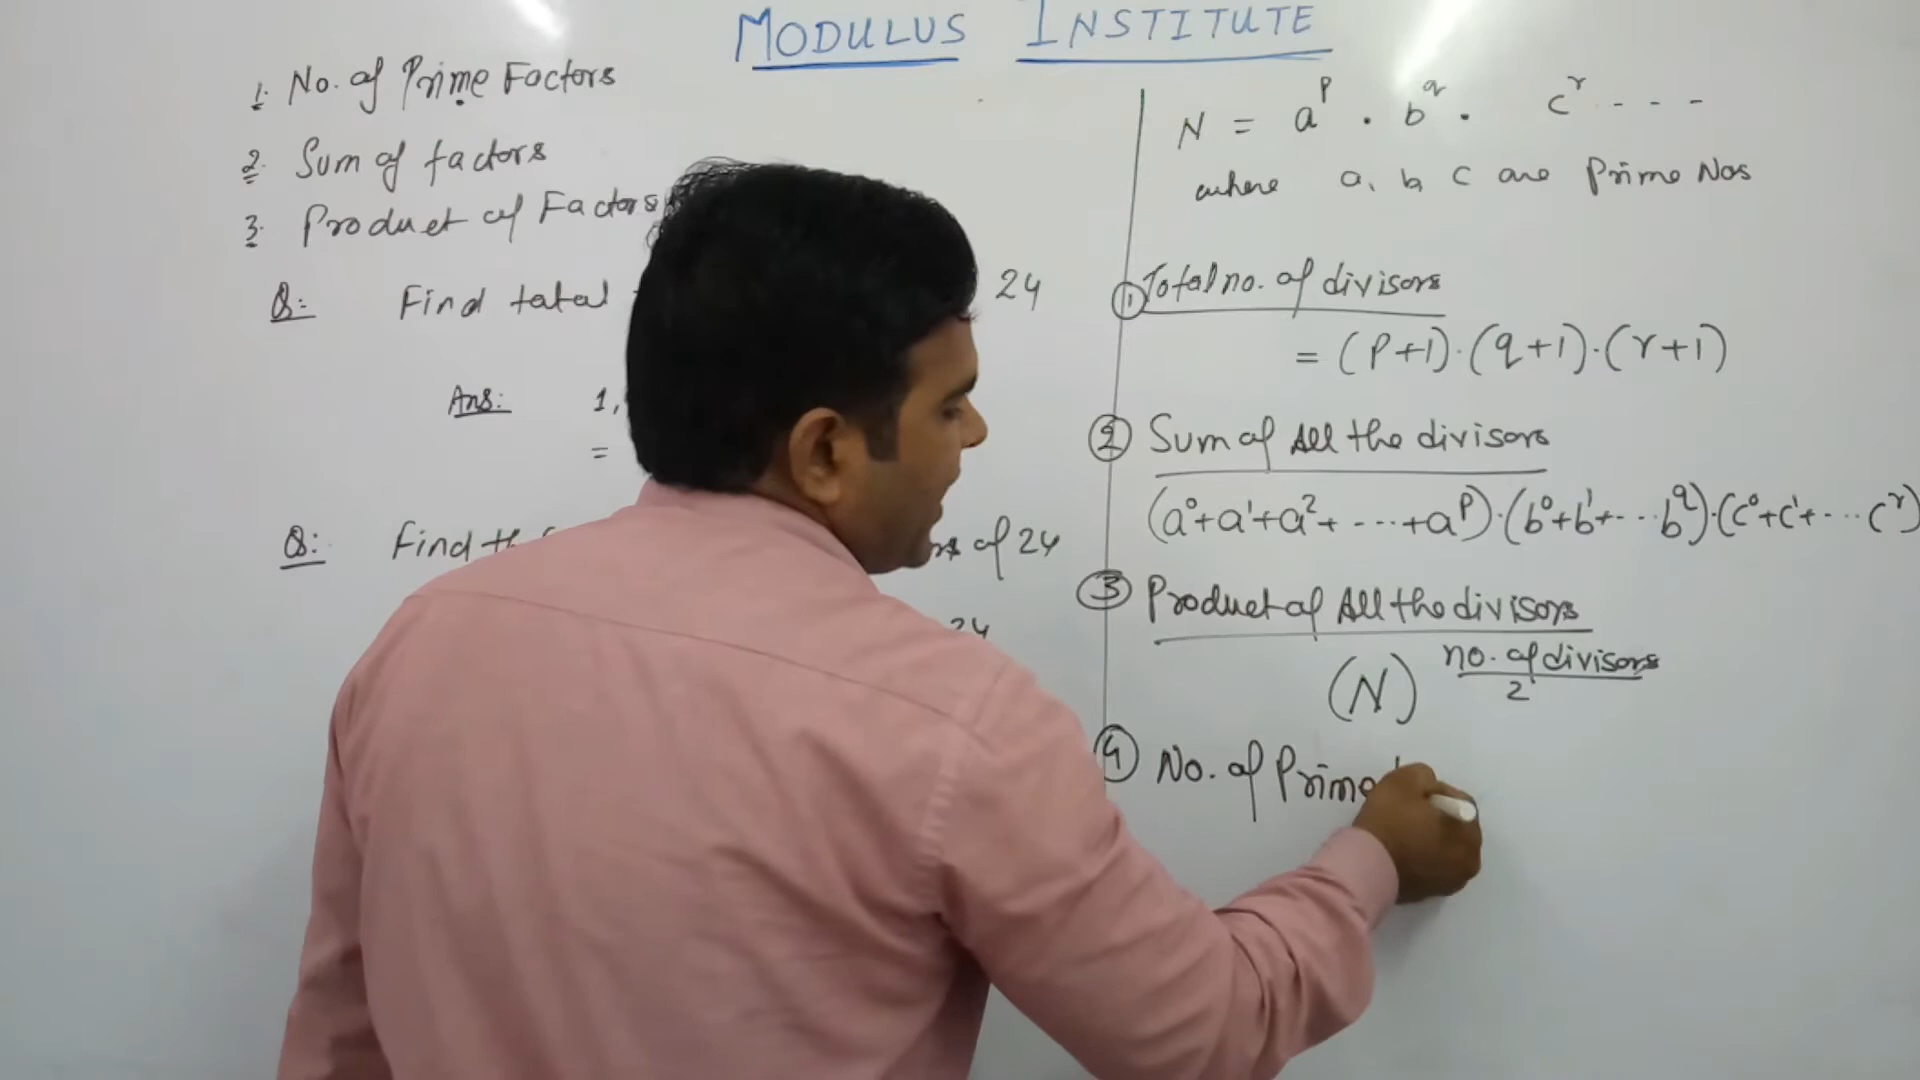 MODULUS INSTITUTE
1. No. of Prime Factors
2. Sum of factors
3. Product of Factors
Q:- Find total 24
Ans: 1,
=
Q: Find th of 24
24
N = a^p . b^q . c^r - - -
where a, b, c are Prime Nos
① Total no. of divisors
= (p+1).(q+1).(r+1)
② Sum of All the divisors
(a^0+a^1+a^2+ ---+a^p).(b^0+b^1+-..b^q).(c^0+c^1+-...c^r)
③ Product of All the divisors
(N)^(no. of divisors/2)
④ No. of Prime